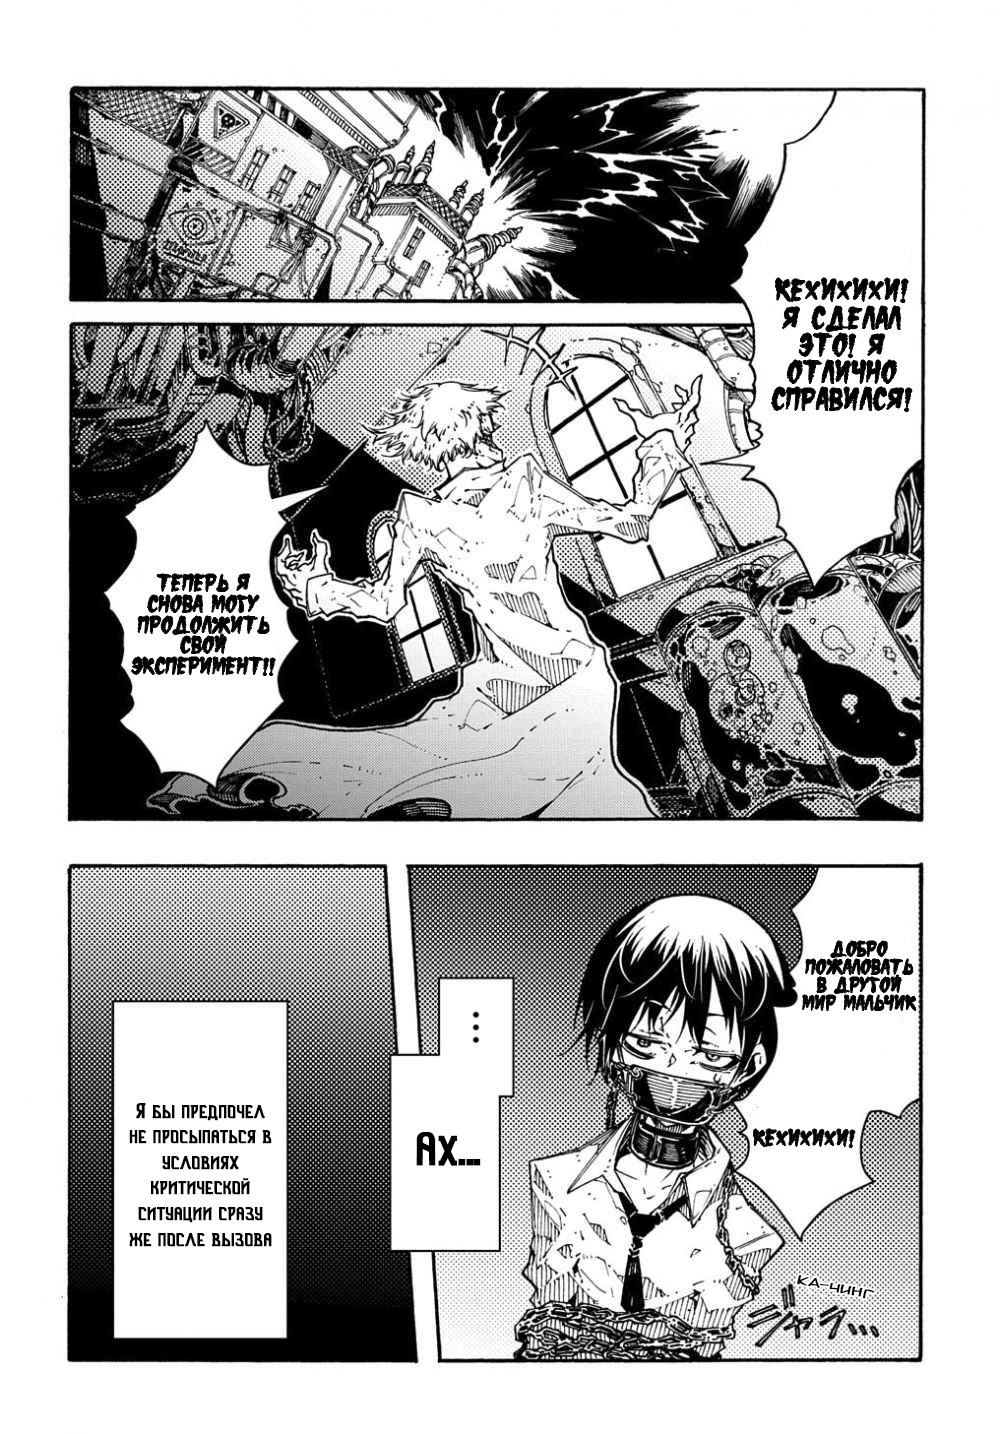 КЕХИХИХИ!
Я СДЕЛАЛ
ЭТО! Я
ОТЛИЧНО
СПРАВИЛСЯ!
ТЕПЕРЬ Я
СНОВА МОГУ
ПРОДОЛЖИТЬ
СВОЙ
ЭКСПЕРИМЕНТ!!
ДОБРО
ПОЖАЛОВАТЬ
В ДРУГОЙ
МИР МАЛЬЧИК
КЕХИХИХИ!
КА-ЧИНГ
ジャラ...
...
АХ...
Я БЫ ПРЕДПОЧЕЛ
НЕ ПРОСЫПАТЬСЯ В
УСЛОВИЯХ
КРИТИЧЕСКОЙ
СИТУАЦИИ СРАЗУ
ЖЕ ПОСЛЕ ВЫЗОВА